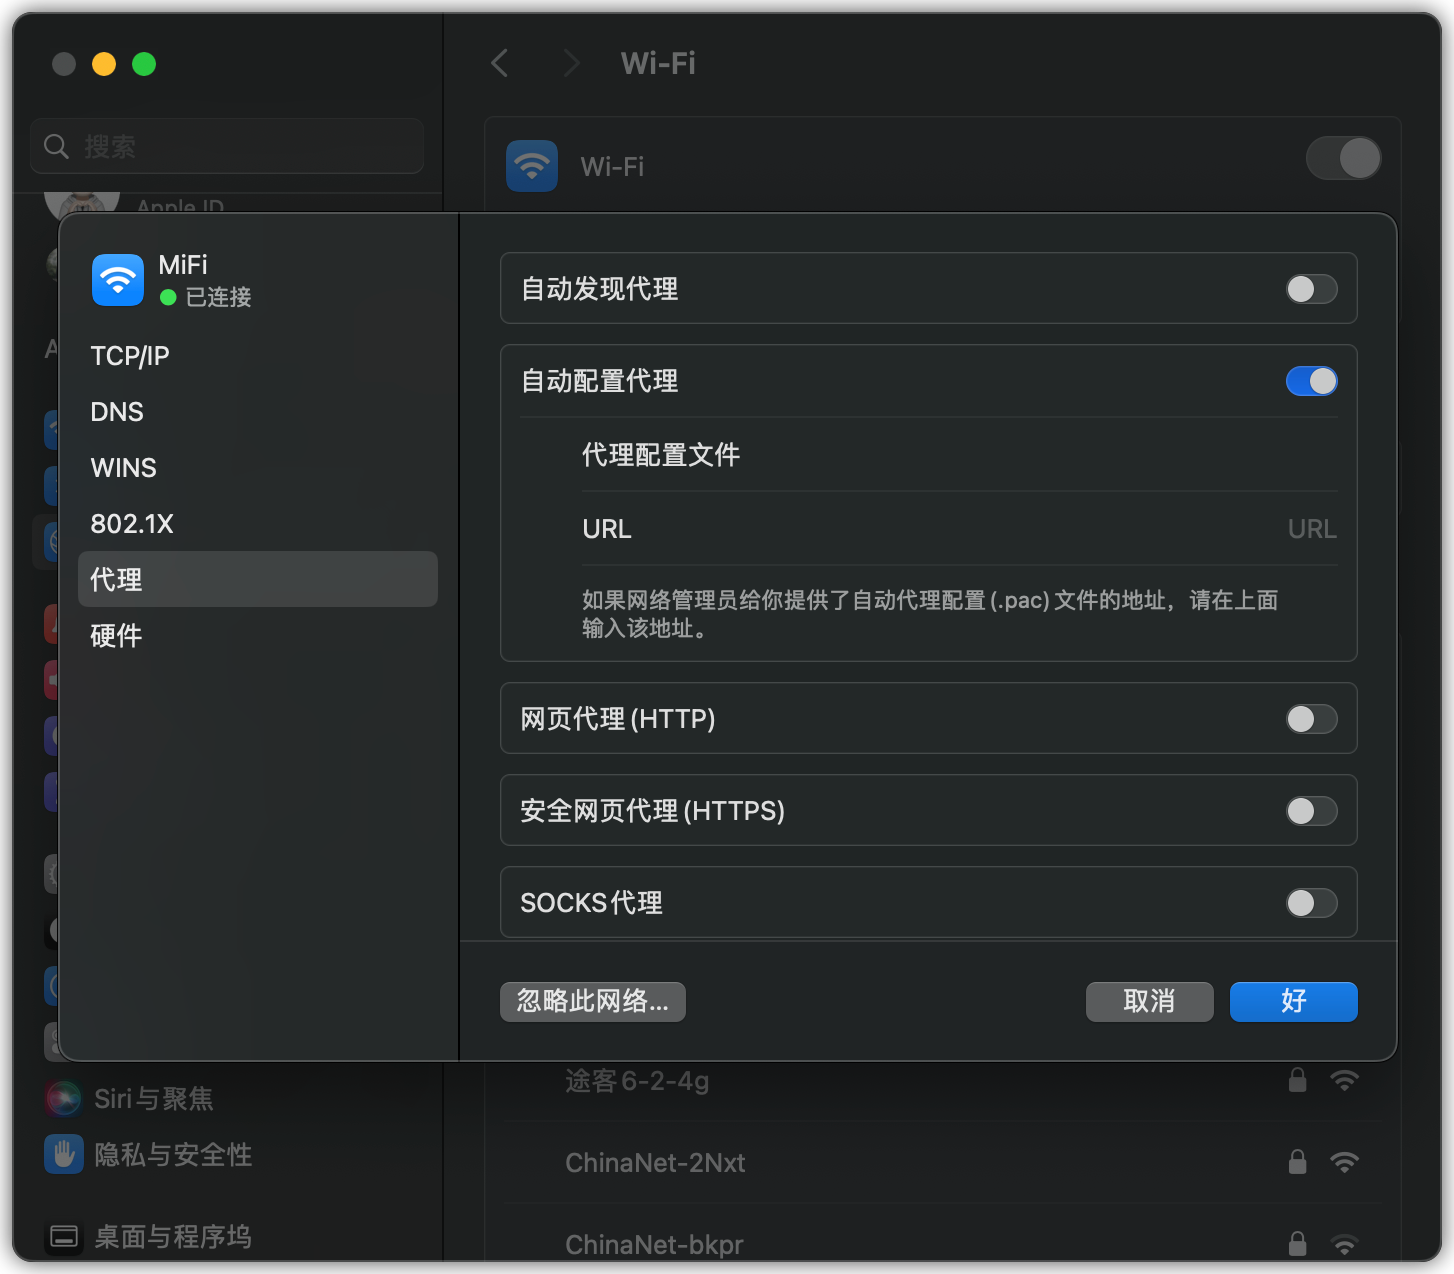 Wi-Fi
搜索
Wi-Fi
Apple ID
MiFi
已连接
TCP/IP
DNS
WINS
802.1X
代理
硬件
自动发现代理
自动配置代理
代理配置文件
URL
URL
如果网络管理员给你提供了自动代理配置(.pac)文件的地址，请在上面
输入该地址。
网页代理(HTTP)
安全网页代理(HTTPS)
SOCKS代理
忽略此网络...
取消
好
Siri与聚焦
隐私与安全性
桌面与程序坞
途客6-2-4g
ChinaNet-2Nxt
ChinaNet-bkpr